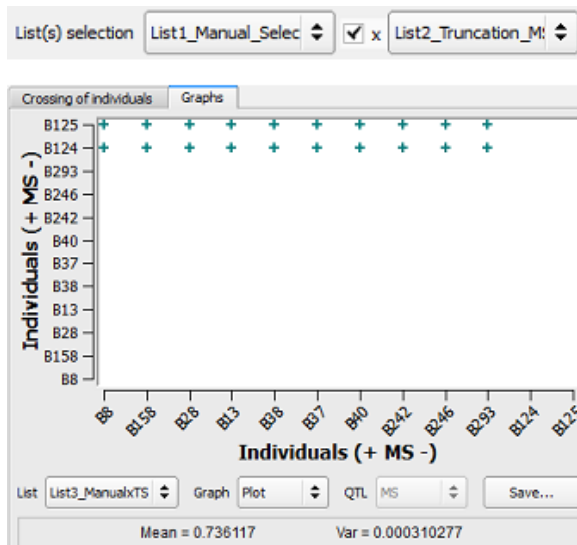 List(s) selection List1_Manual_Selec x List2_Truncation_M
Crossing of individuals Graphs
Individuals (+ MS -)
B125
B124
B293
B246
B242
B40
B37
B38
B13
B28
B158
B8
B8 B158 B28 B13 B38 B37 B40 B242 B246 B293 B124 B125
Individuals (+ MS -)
List List3_ManualxTS Graph Plot QTL MS Save...
Mean = 0.736117 Var = 0.000310277